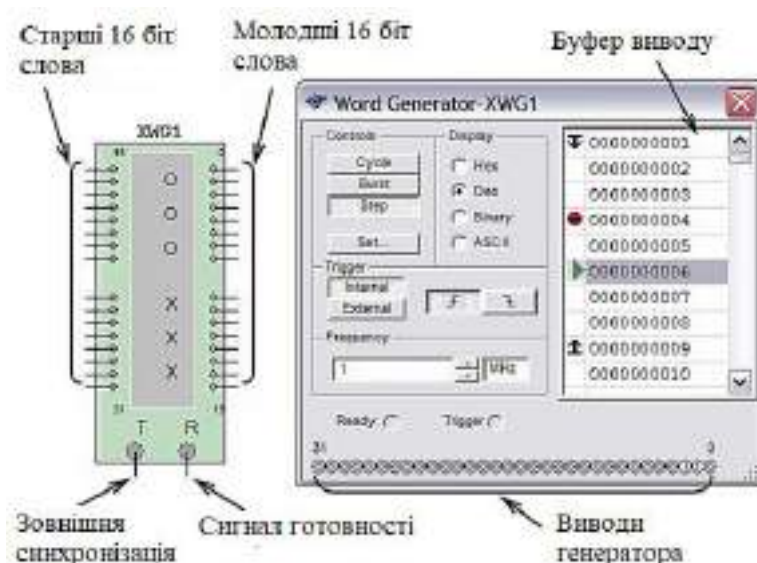 Старші 16 біт
слова
Молодші 16 біт
слова
Буфер виводу
XWG1
Word Generator-XWG1
Controls
Cycle
Burst
Step
Set...
Display
Hex
Dec
Binary
ASCII
Trigger
Internal
External
Frequency
1
MHz
Ready
Trigger
31
0
0000000001
0000000002
0000000003
0000000004
0000000005
0000000006
0000000007
0000000008
0000000009
0000000010
O
O
O
X
X
X
T R
Зовнішня
синхронізація
Сигнал готовності
Виводи
генератора